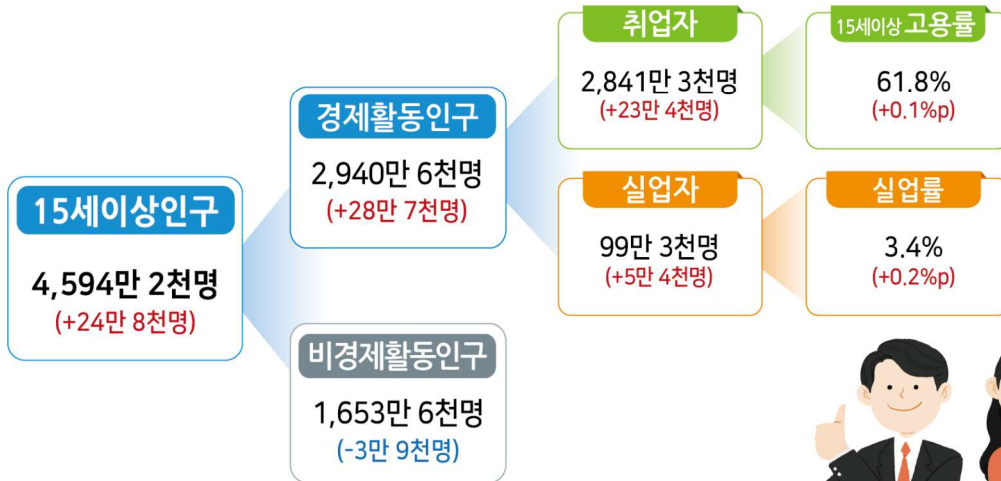 15세이상인구
4,594만 2천명
(+24만 8천명)
경제활동인구
2,940만 6천명
(+28만 7천명)
비경제활동인구
1,653만 6천명
(-3만 9천명)
취업자
2,841만 3천명
(+23만 4천명)
15세이상 고용률
61.8%
(+0.1%p)
실업자
99만 3천명
(+5만 4천명)
실업률
3.4%
(+0.2%p)